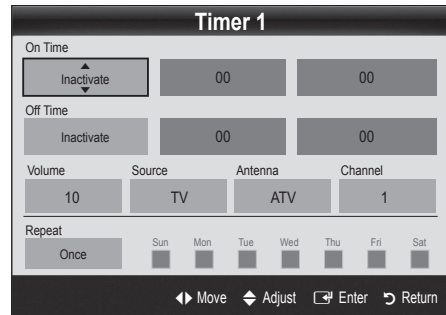 Timer 1
On Time
Inactivate 00 00
Off Time
Inactivate 00 00
Volume Source Antenna Channel
10 TV ATV 1
Repeat
Sun Mon Tue Wed Thu Fri Sat
Once
Move Adjust Enter Return